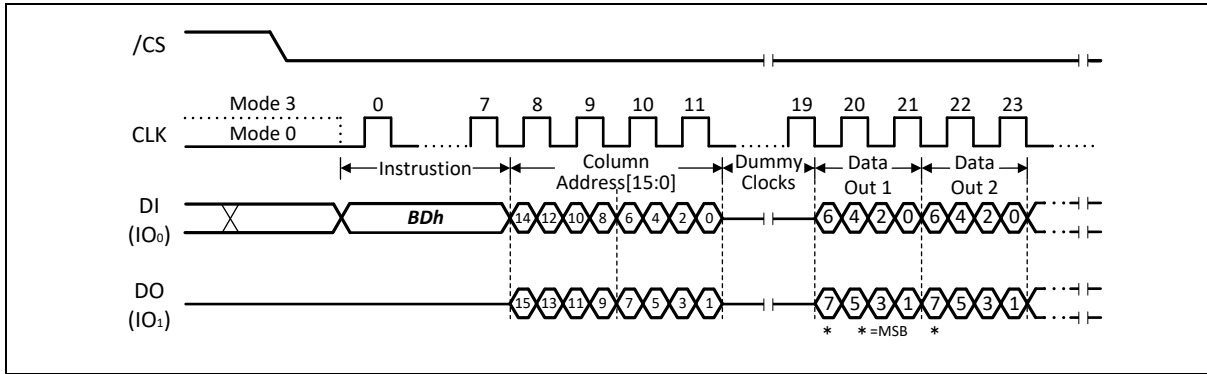 /CS
Mode 3
Mode 0
CLK
0 7 8 9 10 11 19 20 21 22 23
Instrustion
Column
Address[15:0]
Dummy
Clocks
Data
Out 1
Data
Out 2
DI
(IO₀)
BDh
14 12 10 8 6 4 2 0
6 4 2 0 6 4 2 0
DO
(IO₁)
15 13 11 9 7 5 3 1
7 5 3 1 7 5 3 1
* * =MSB *